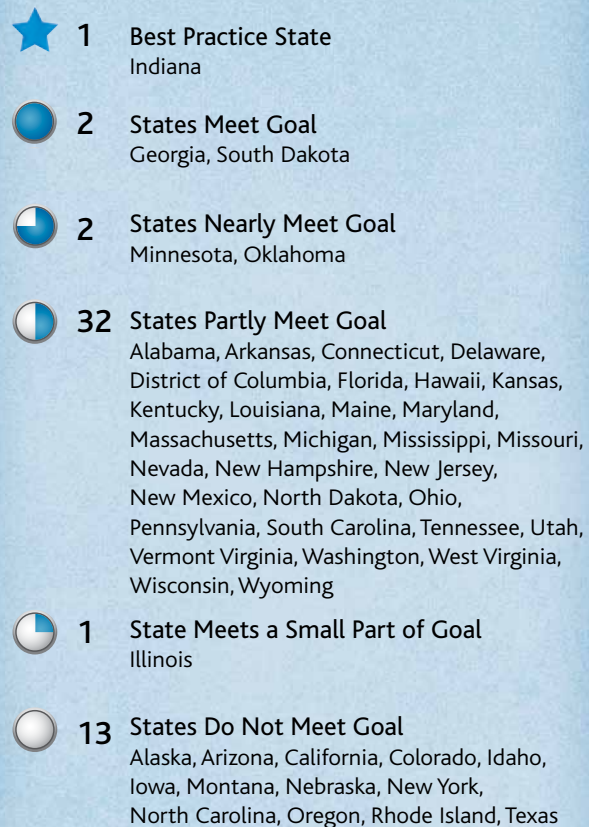 1 Best Practice State
Indiana
2 States Meet Goal
Georgia, South Dakota
2 States Nearly Meet Goal
Minnesota, Oklahoma
32 States Partly Meet Goal
Alabama, Arkansas, Connecticut, Delaware,
District of Columbia, Florida, Hawaii, Kansas,
Kentucky, Louisiana, Maine, Maryland,
Massachusetts, Michigan, Mississippi, Missouri,
Nevada, New Hampshire, New Jersey,
New Mexico, North Dakota, Ohio,
Pennsylvania, South Carolina, Tennessee, Utah,
Vermont Virginia, Washington, West Virginia,
Wisconsin, Wyoming
1 State Meets a Small Part of Goal
Illinois
13 States Do Not Meet Goal
Alaska, Arizona, California, Colorado, Idaho,
Iowa, Montana, Nebraska, New York,
North Carolina, Oregon, Rhode Island, Texas